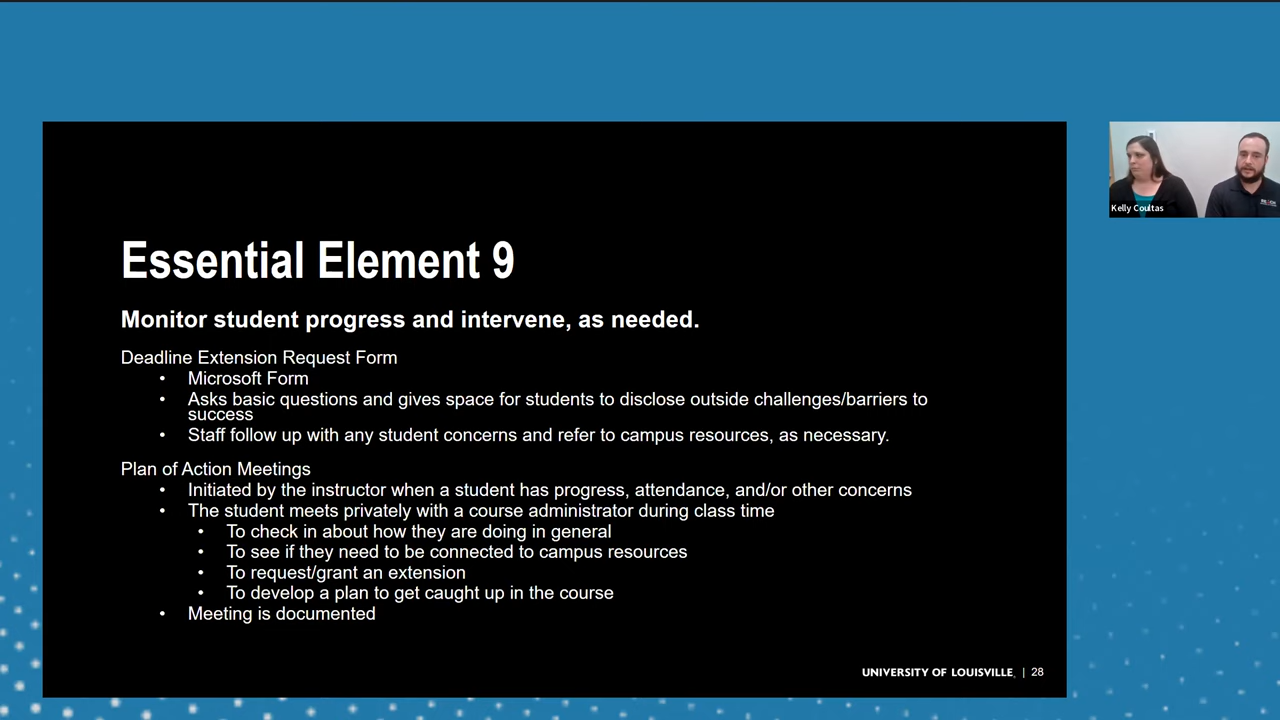 Essential Element 9
Monitor student progress and intervene, as needed.
Deadline Extension Request Form
• Microsoft Form
• Asks basic questions and gives space for students to disclose outside challenges/barriers to
success
• Staff follow up with any student concerns and refer to campus resources, as necessary.
Plan of Action Meetings
• Initiated by the instructor when a student has progress, attendance, and/or other concerns
• The student meets privately with a course administrator during class time
• To check in about how they are doing in general
• To see if they need to be connected to campus resources
• To request/grant an extension
• To develop a plan to get caught up in the course
• Meeting is documented
UNIVERSITY OF LOUISVILLE. | 28
Kelly Coultas